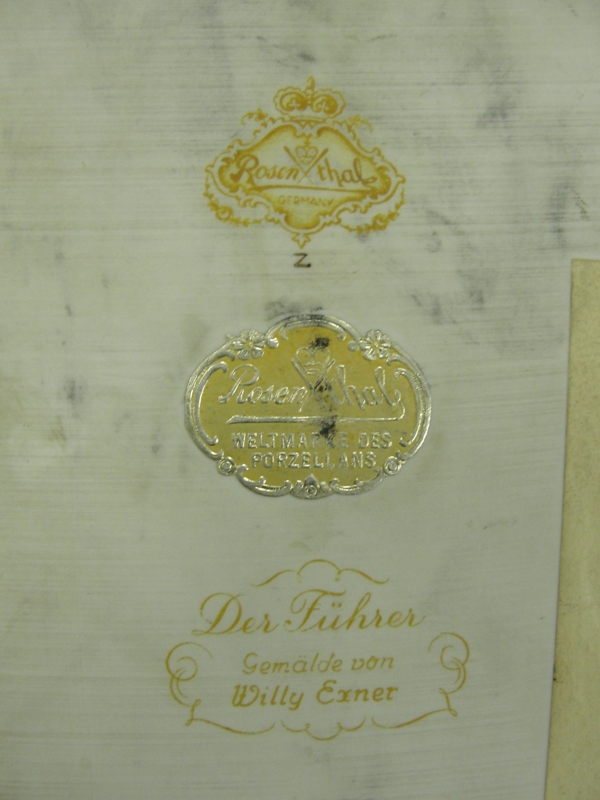 Rosenthal
GERMANY
Z
Rosenthal
WELTMARKE DES
PORZELLANS
Der Führer
Gemälde von
Willy Exner